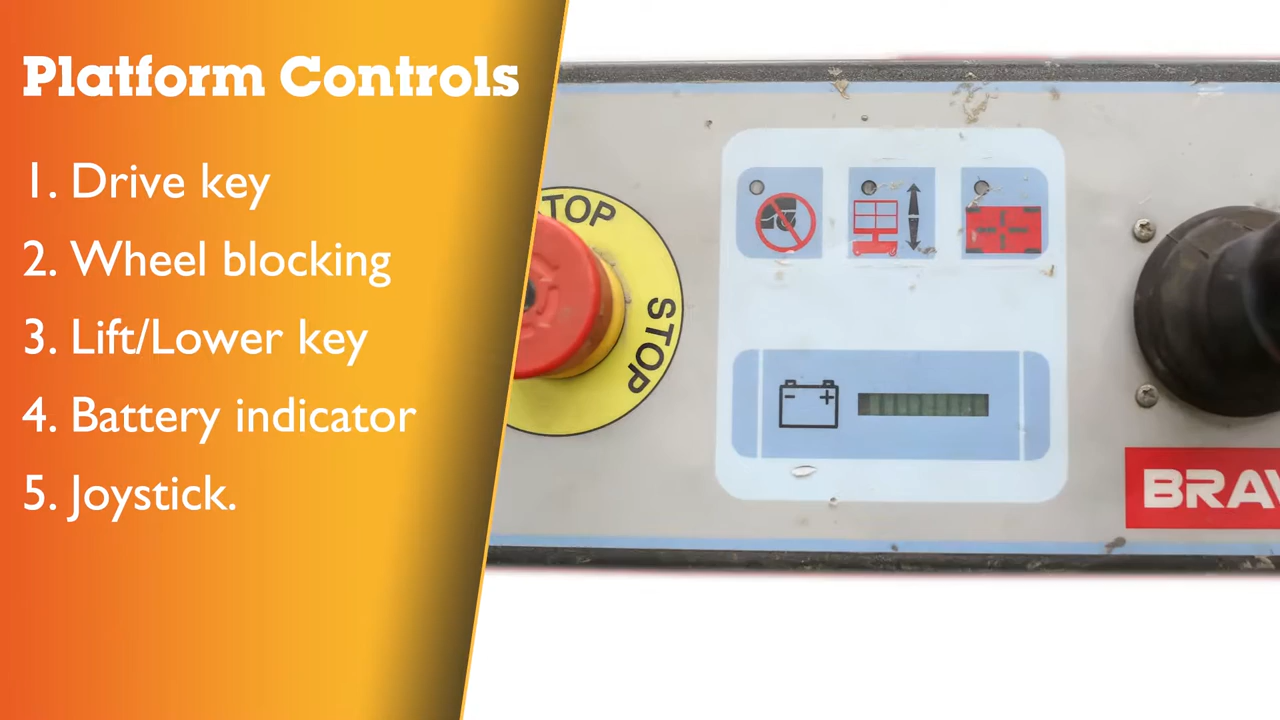 Platform Controls
1. Drive key
2. Wheel blocking
3. Lift/Lower key
4. Battery indicator
5. Joystick.
STOP
STOP
- +
BRAV